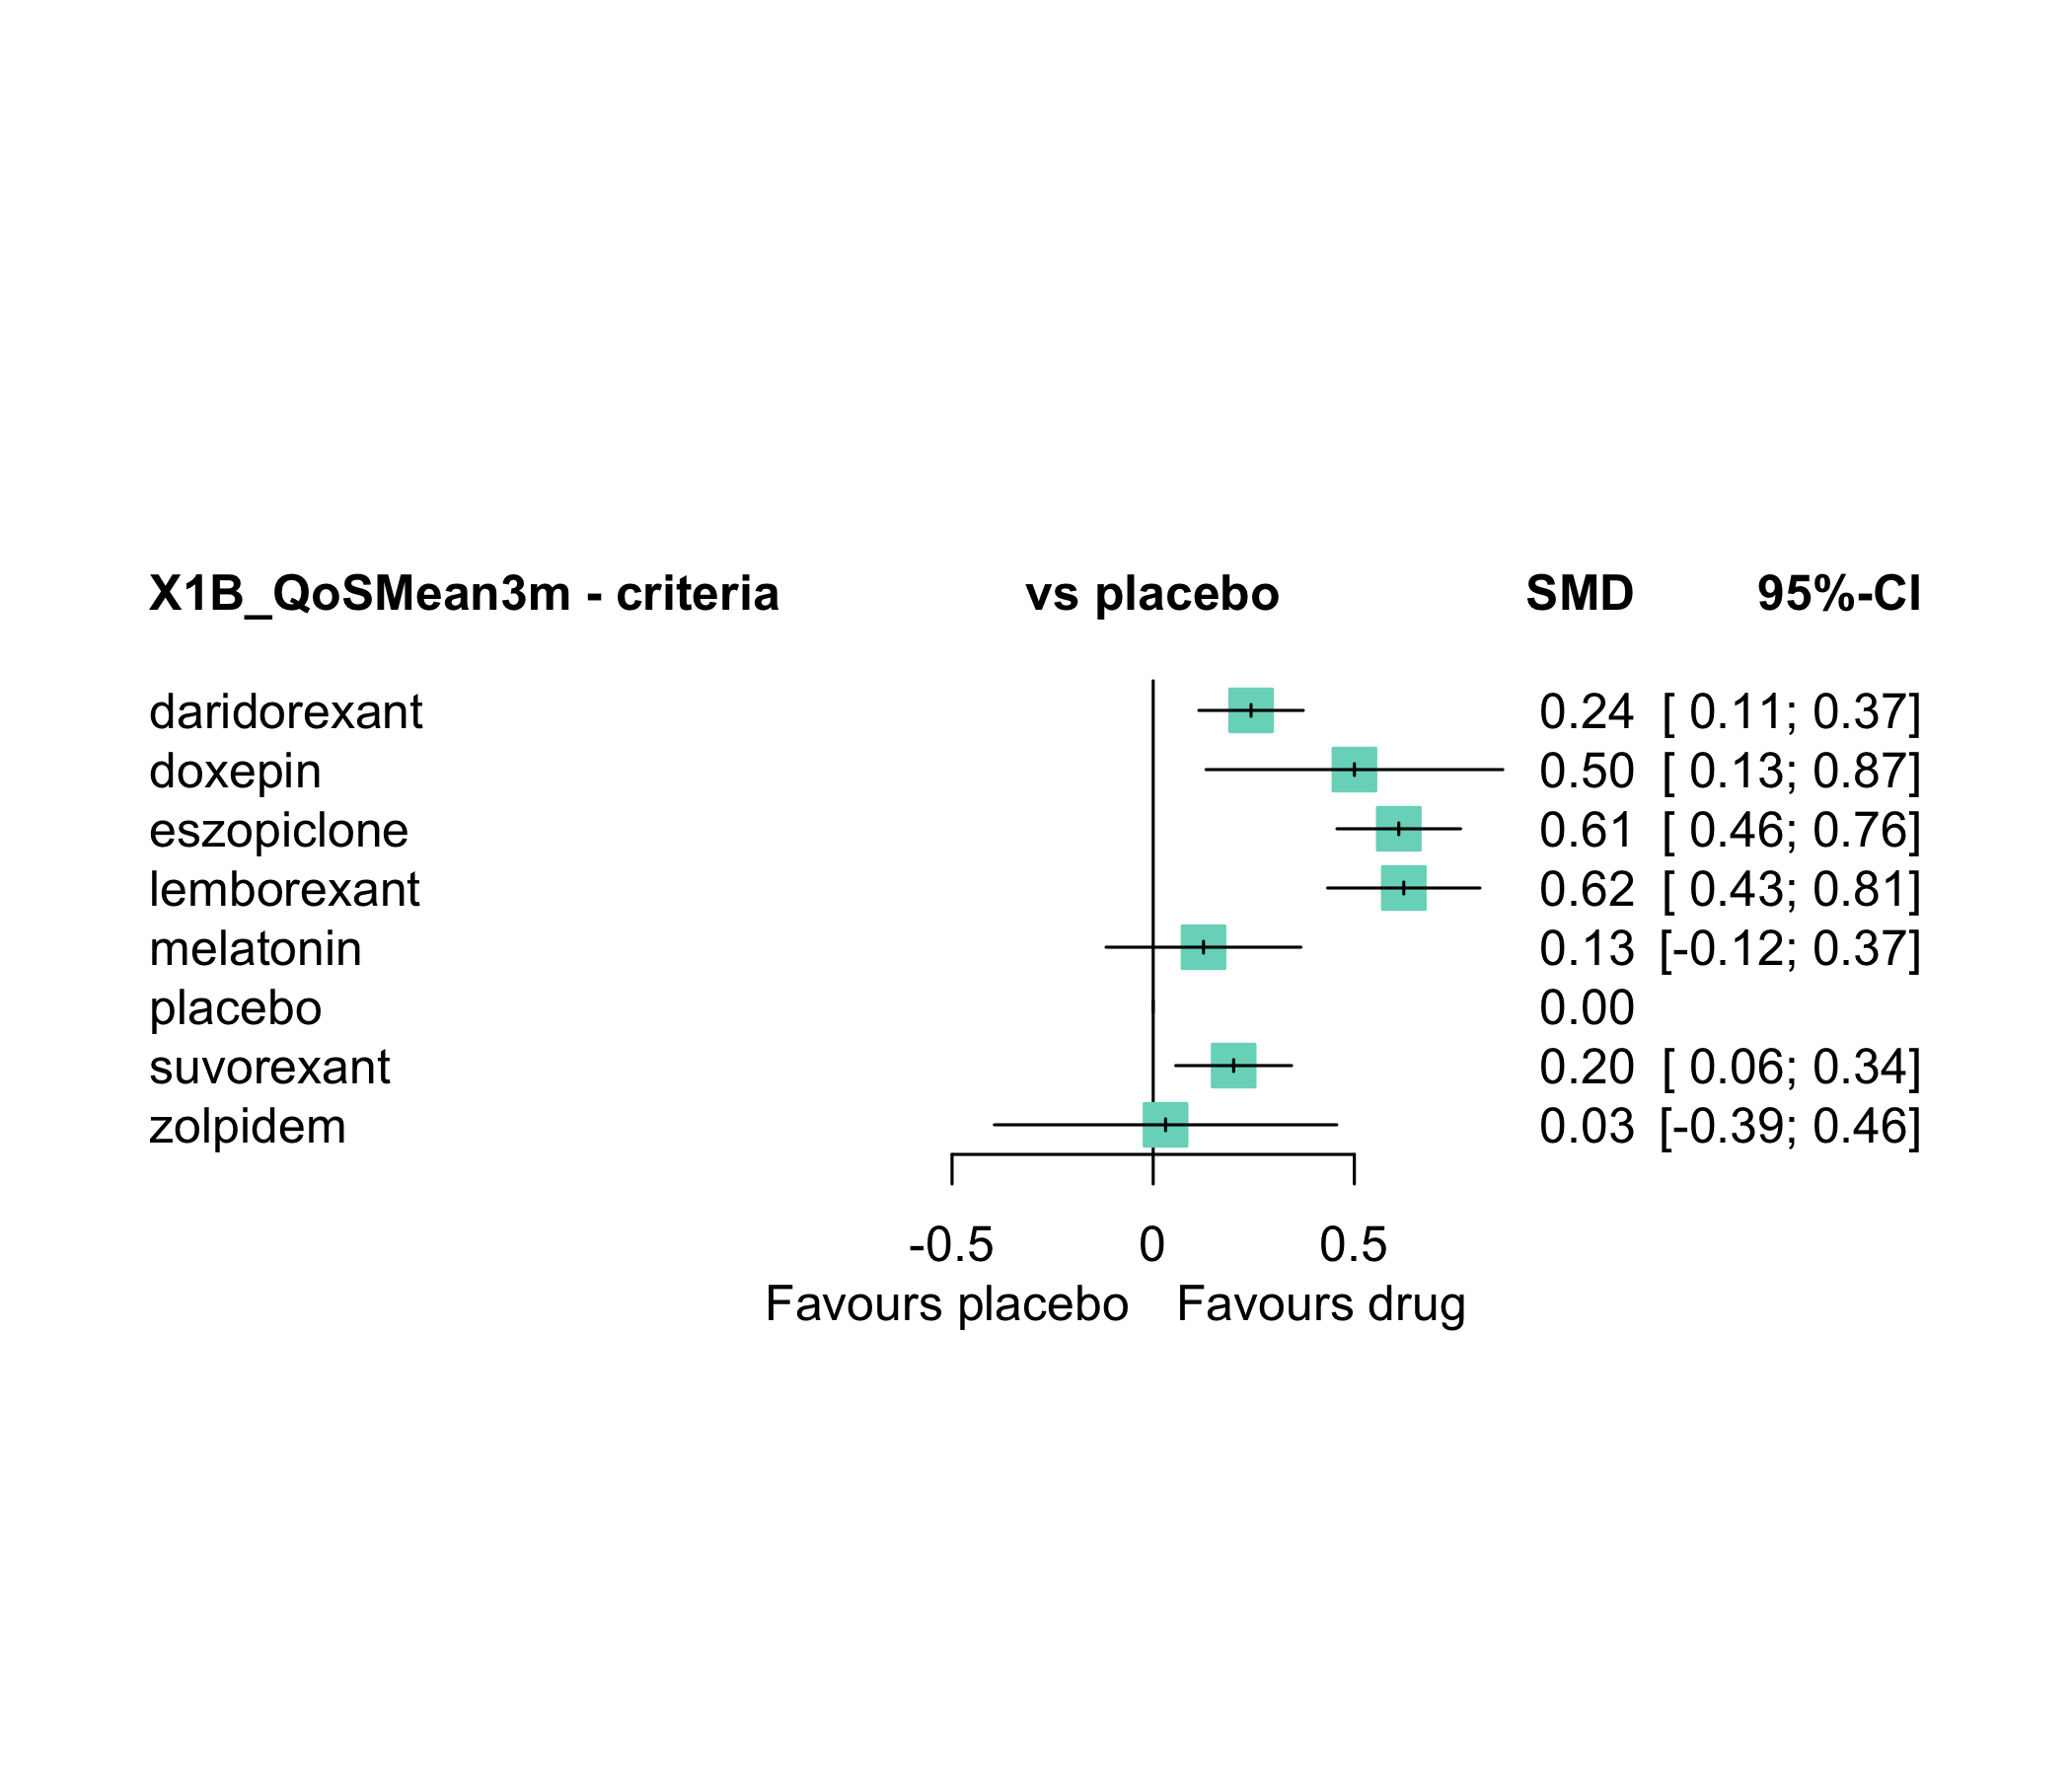 X1B_QoSMean3m - criteria vs placebo SMD 95%-CI
daridorexant 0.24 [ 0.11; 0.37]
doxepin 0.50 [ 0.13; 0.87]
eszopiclone 0.61 [ 0.46; 0.76]
lemborexant 0.62 [ 0.43; 0.81]
melatonin 0.13 [-0.12; 0.37]
placebo 0.00
suvorexant 0.20 [ 0.06; 0.34]
zolpidem 0.03 [-0.39; 0.46]
-0.5 0 0.5
Favours placebo Favours drug